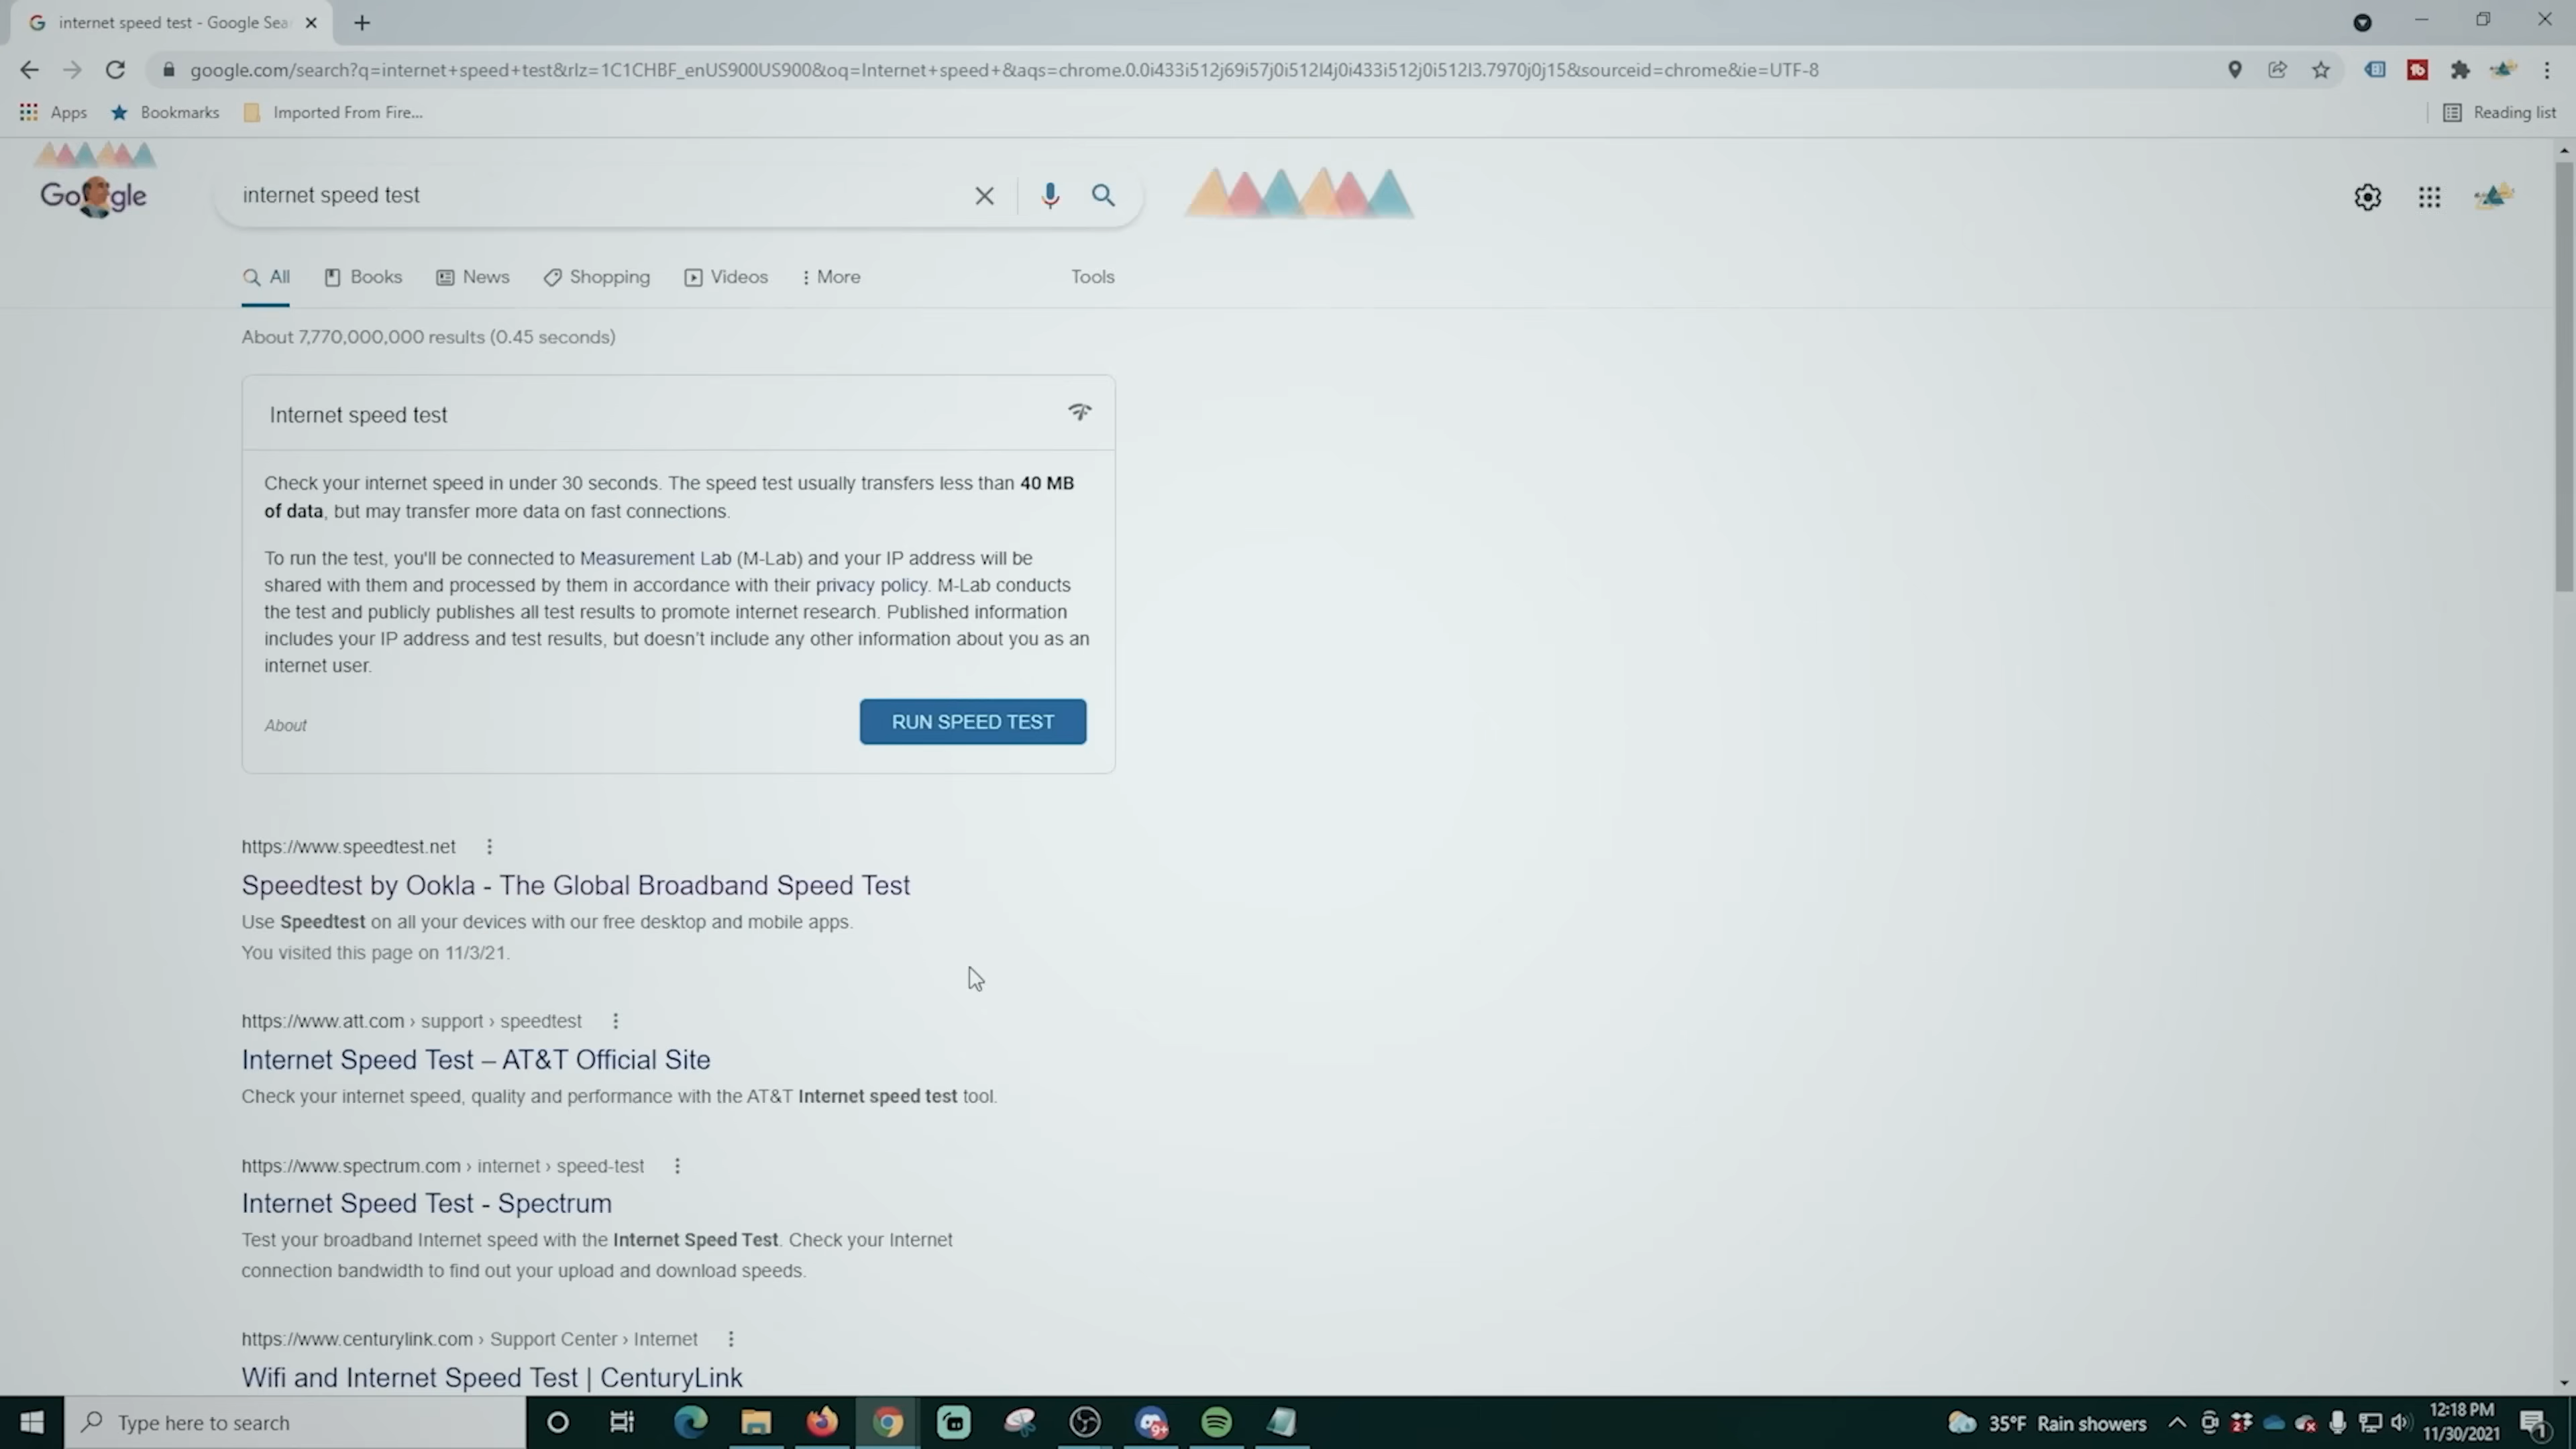 internet speed test - Google Sea
google.com/search?q=internet+speed+test&rlz=1C1CHBF_enUS900US900&oq=Internet+speed+&aqs=chrome.0.0i433i512j69i57j0i512l4j0i433i512j0i512l3.7970j0j15&sourceid=chrome&ie=UTF-8
Apps Bookmarks Imported From Fire... Reading list
Google
internet speed test
All Books News Shopping Videos More Tools
About 7,770,000,000 results (0.45 seconds)
Internet speed test
Check your internet speed in under 30 seconds. The speed test usually transfers less than 40 MB
of data, but may transfer more data on fast connections.
To run the test, you'll be connected to Measurement Lab (M-Lab) and your IP address will be
shared with them and processed by them in accordance with their privacy policy. M-Lab conducts
the test and publicly publishes all test results to promote internet research. Published information
includes your IP address and test results, but doesn't include any other information about you as an
internet user.
About
RUN SPEED TEST
https://www.speedtest.net
Speedtest by Ookla - The Global Broadband Speed Test
Use Speedtest on all your devices with our free desktop and mobile apps.
You visited this page on 11/3/21.
https://www.att.com › support › speedtest
Internet Speed Test – AT&T Official Site
Check your internet speed, quality and performance with the AT&T Internet speed test tool.
https://www.spectrum.com › internet › speed-test
Internet Speed Test - Spectrum
Test your broadband Internet speed with the Internet Speed Test. Check your Internet
connection bandwidth to find out your upload and download speeds.
https://www.centurylink.com › Support Center › Internet
Wifi and Internet Speed Test | CenturyLink
Type here to search
9+
35°F Rain showers
12:18 PM
11/30/2021
1